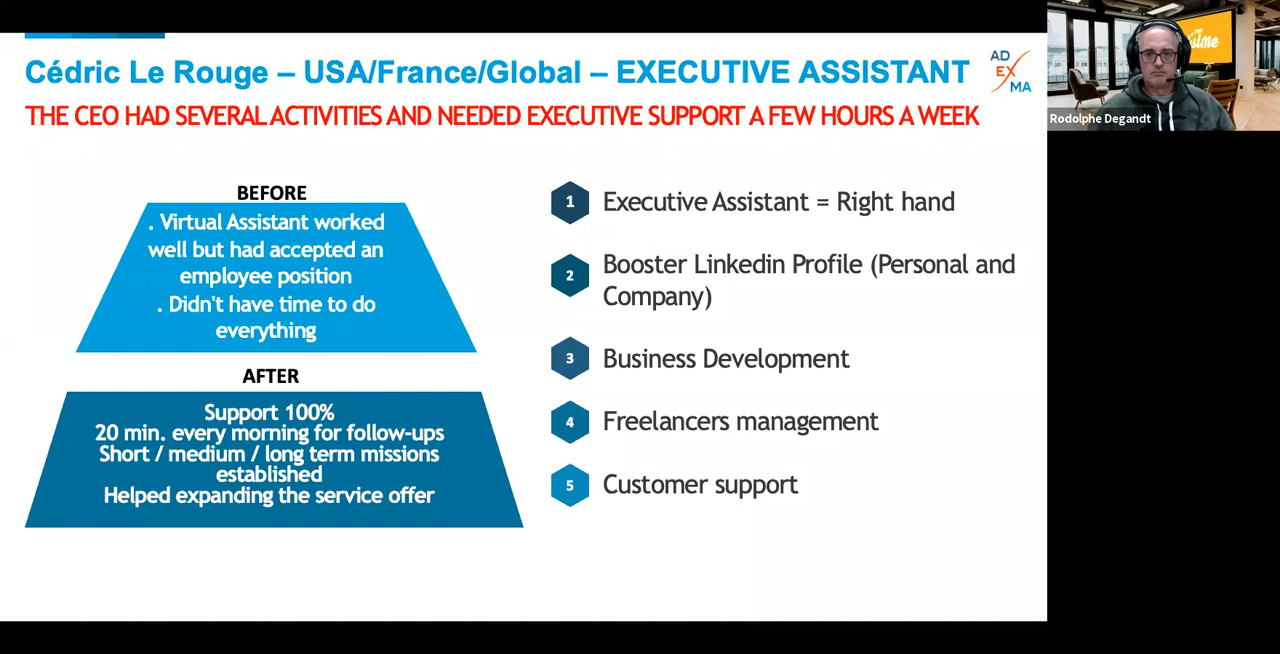 Cédric Le Rouge – USA/France/Global – EXECUTIVE ASSISTANT
AD
EX
MA
THE CEO HAD SEVERAL ACTIVITIES AND NEEDED EXECUTIVE SUPPORT A FEW HOURS A WEEK
BEFORE
. Virtual Assistant worked
well but had accepted an
employee position
. Didn't have time to do
everything
AFTER
Support 100%
20 min. every morning for follow-ups
Short / medium / long term missions
established
Helped expanding the service offer
1 Executive Assistant = Right hand
2 Booster Linkedin Profile (Personal and
Company)
3 Business Development
4 Freelancers management
5 Customer support
Rodolphe Degandt